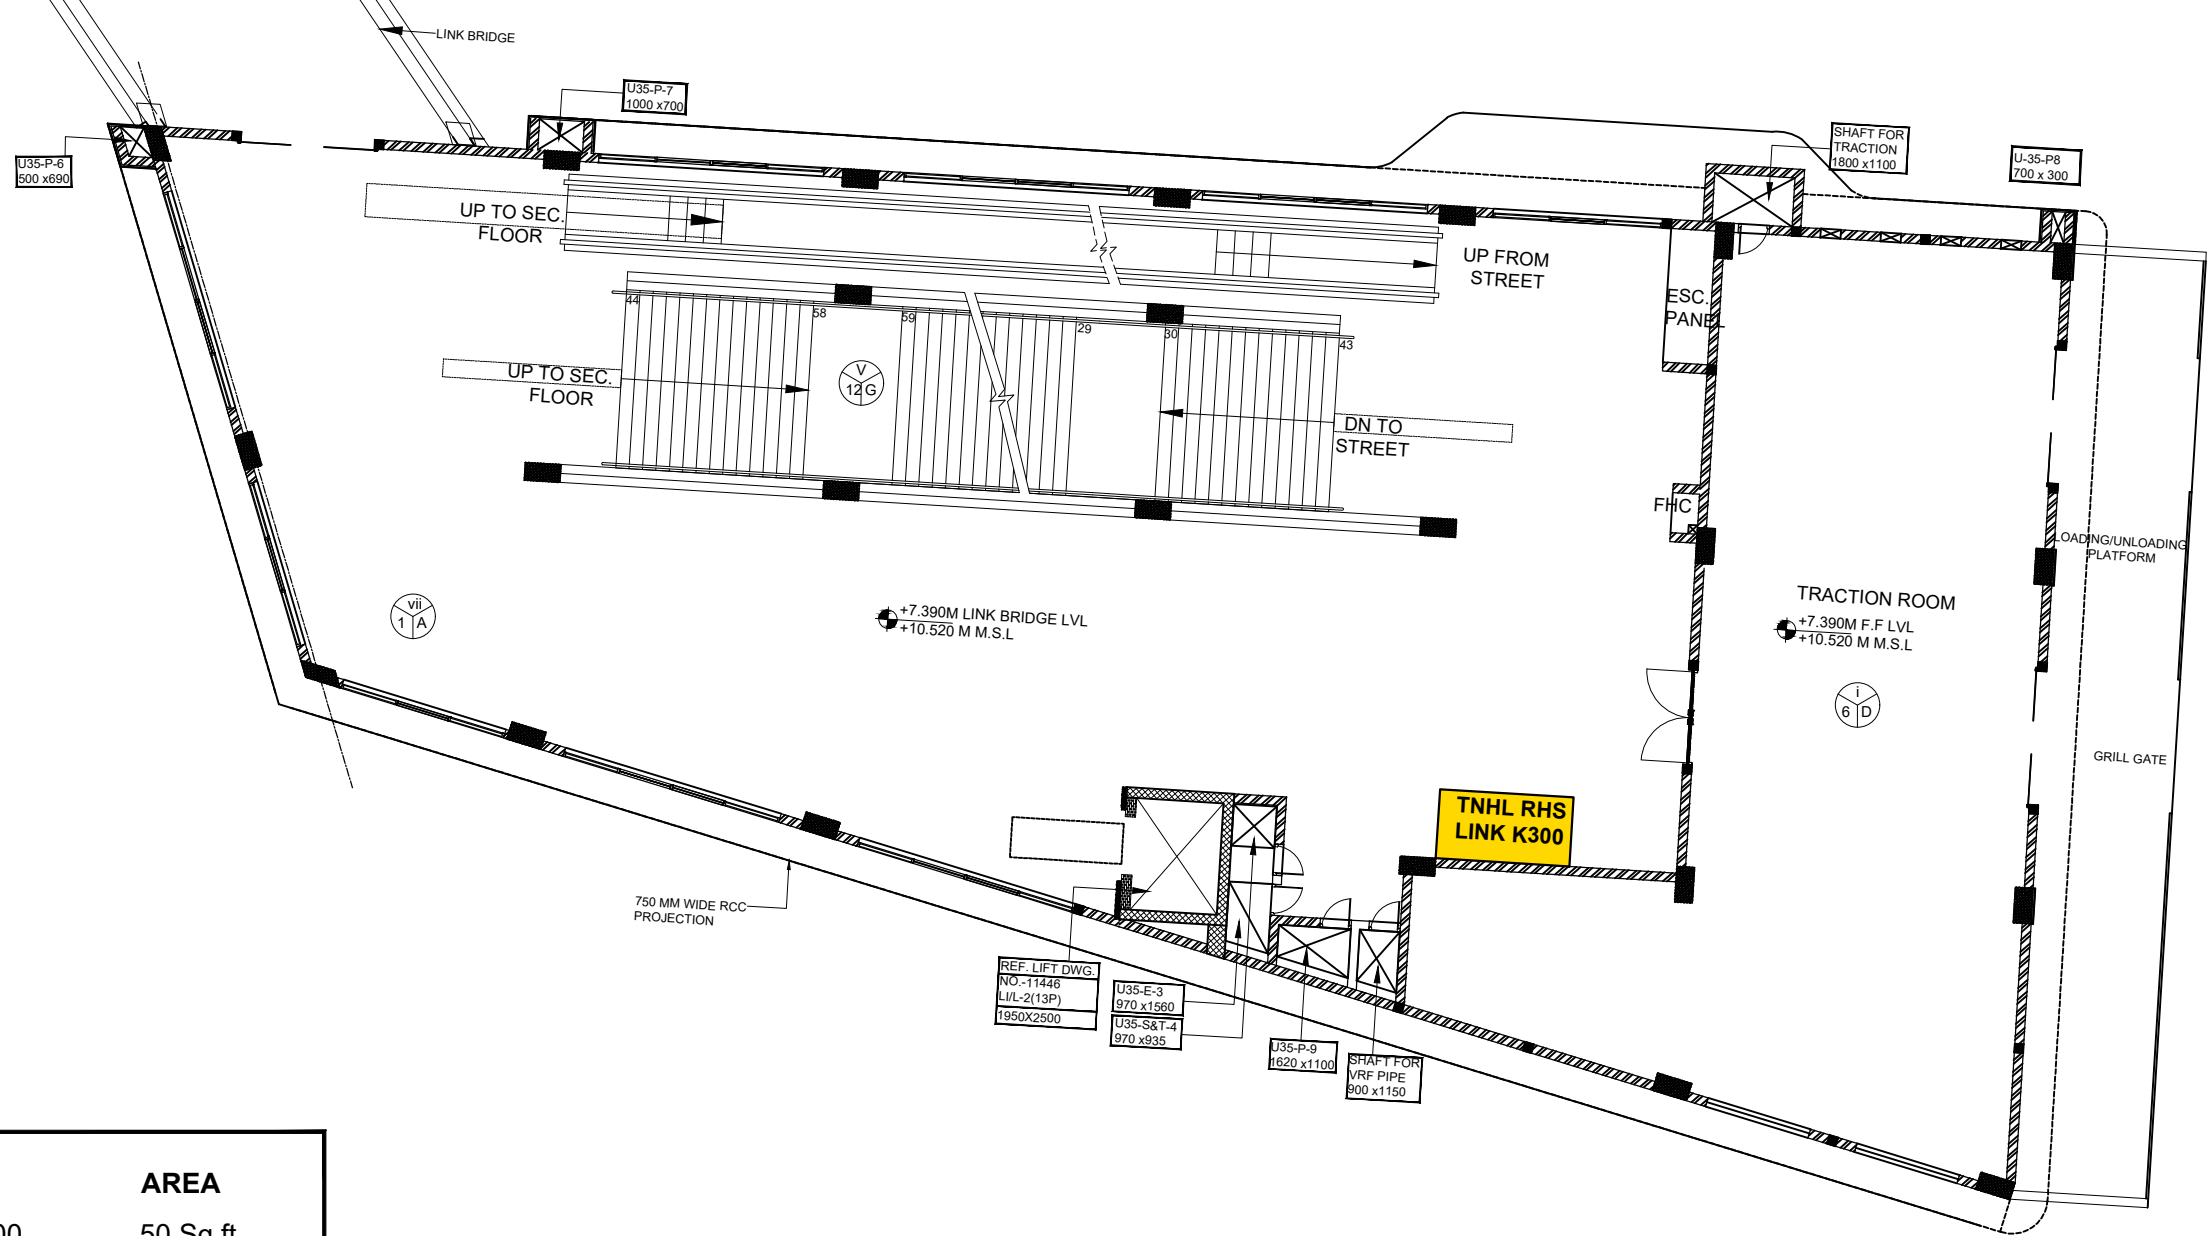 LINK BRIDGE
U35-P-7
1000 x700
U35-P-6
500 x690
SHAFT FOR
TRACTION
1800 x1100
U-35-P8
700 x 300
UP TO SEC.
FLOOR
UP FROM
STREET
ESC.
PANEL
44
58
59
29
30
43
UP TO SEC.
FLOOR
V
12 G
DN TO
STREET
FHC
LOADING/UNLOADING
PLATFORM
TRACTION ROOM
+7.390M F.F LVL
+10.520 M M.S.L
vii
1 A
+7.390M LINK BRIDGE LVL
+10.520 M M.S.L
i
6 D
GRILL GATE
TNHL RHS
LINK K300
750 MM WIDE RCC
PROJECTION
REF. LIFT DWG.
NO.-11446
LI/L-2(13P)
1950X2500
U35-E-3
970 x1560
U35-S&T-4
970 x935
U35-P-9
1620 x1100
SHAFT FOR
VRF PIPE
900 x1150
AREA
00 50 Sq.ft